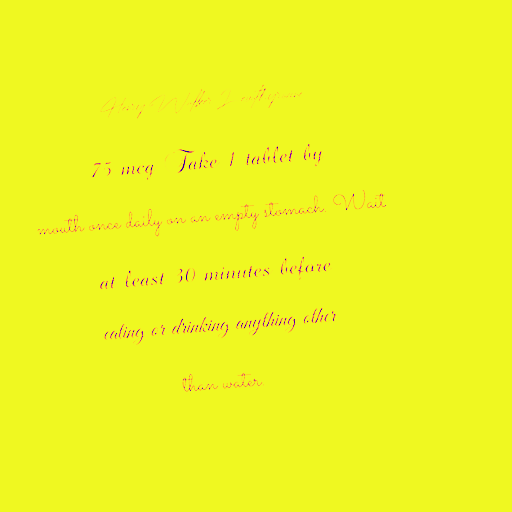 75 mcg Take 1 tablet by
mouth once daily on an empty stomach. Wait
at least 30 minutes before
eating or drinking anything other
than water.